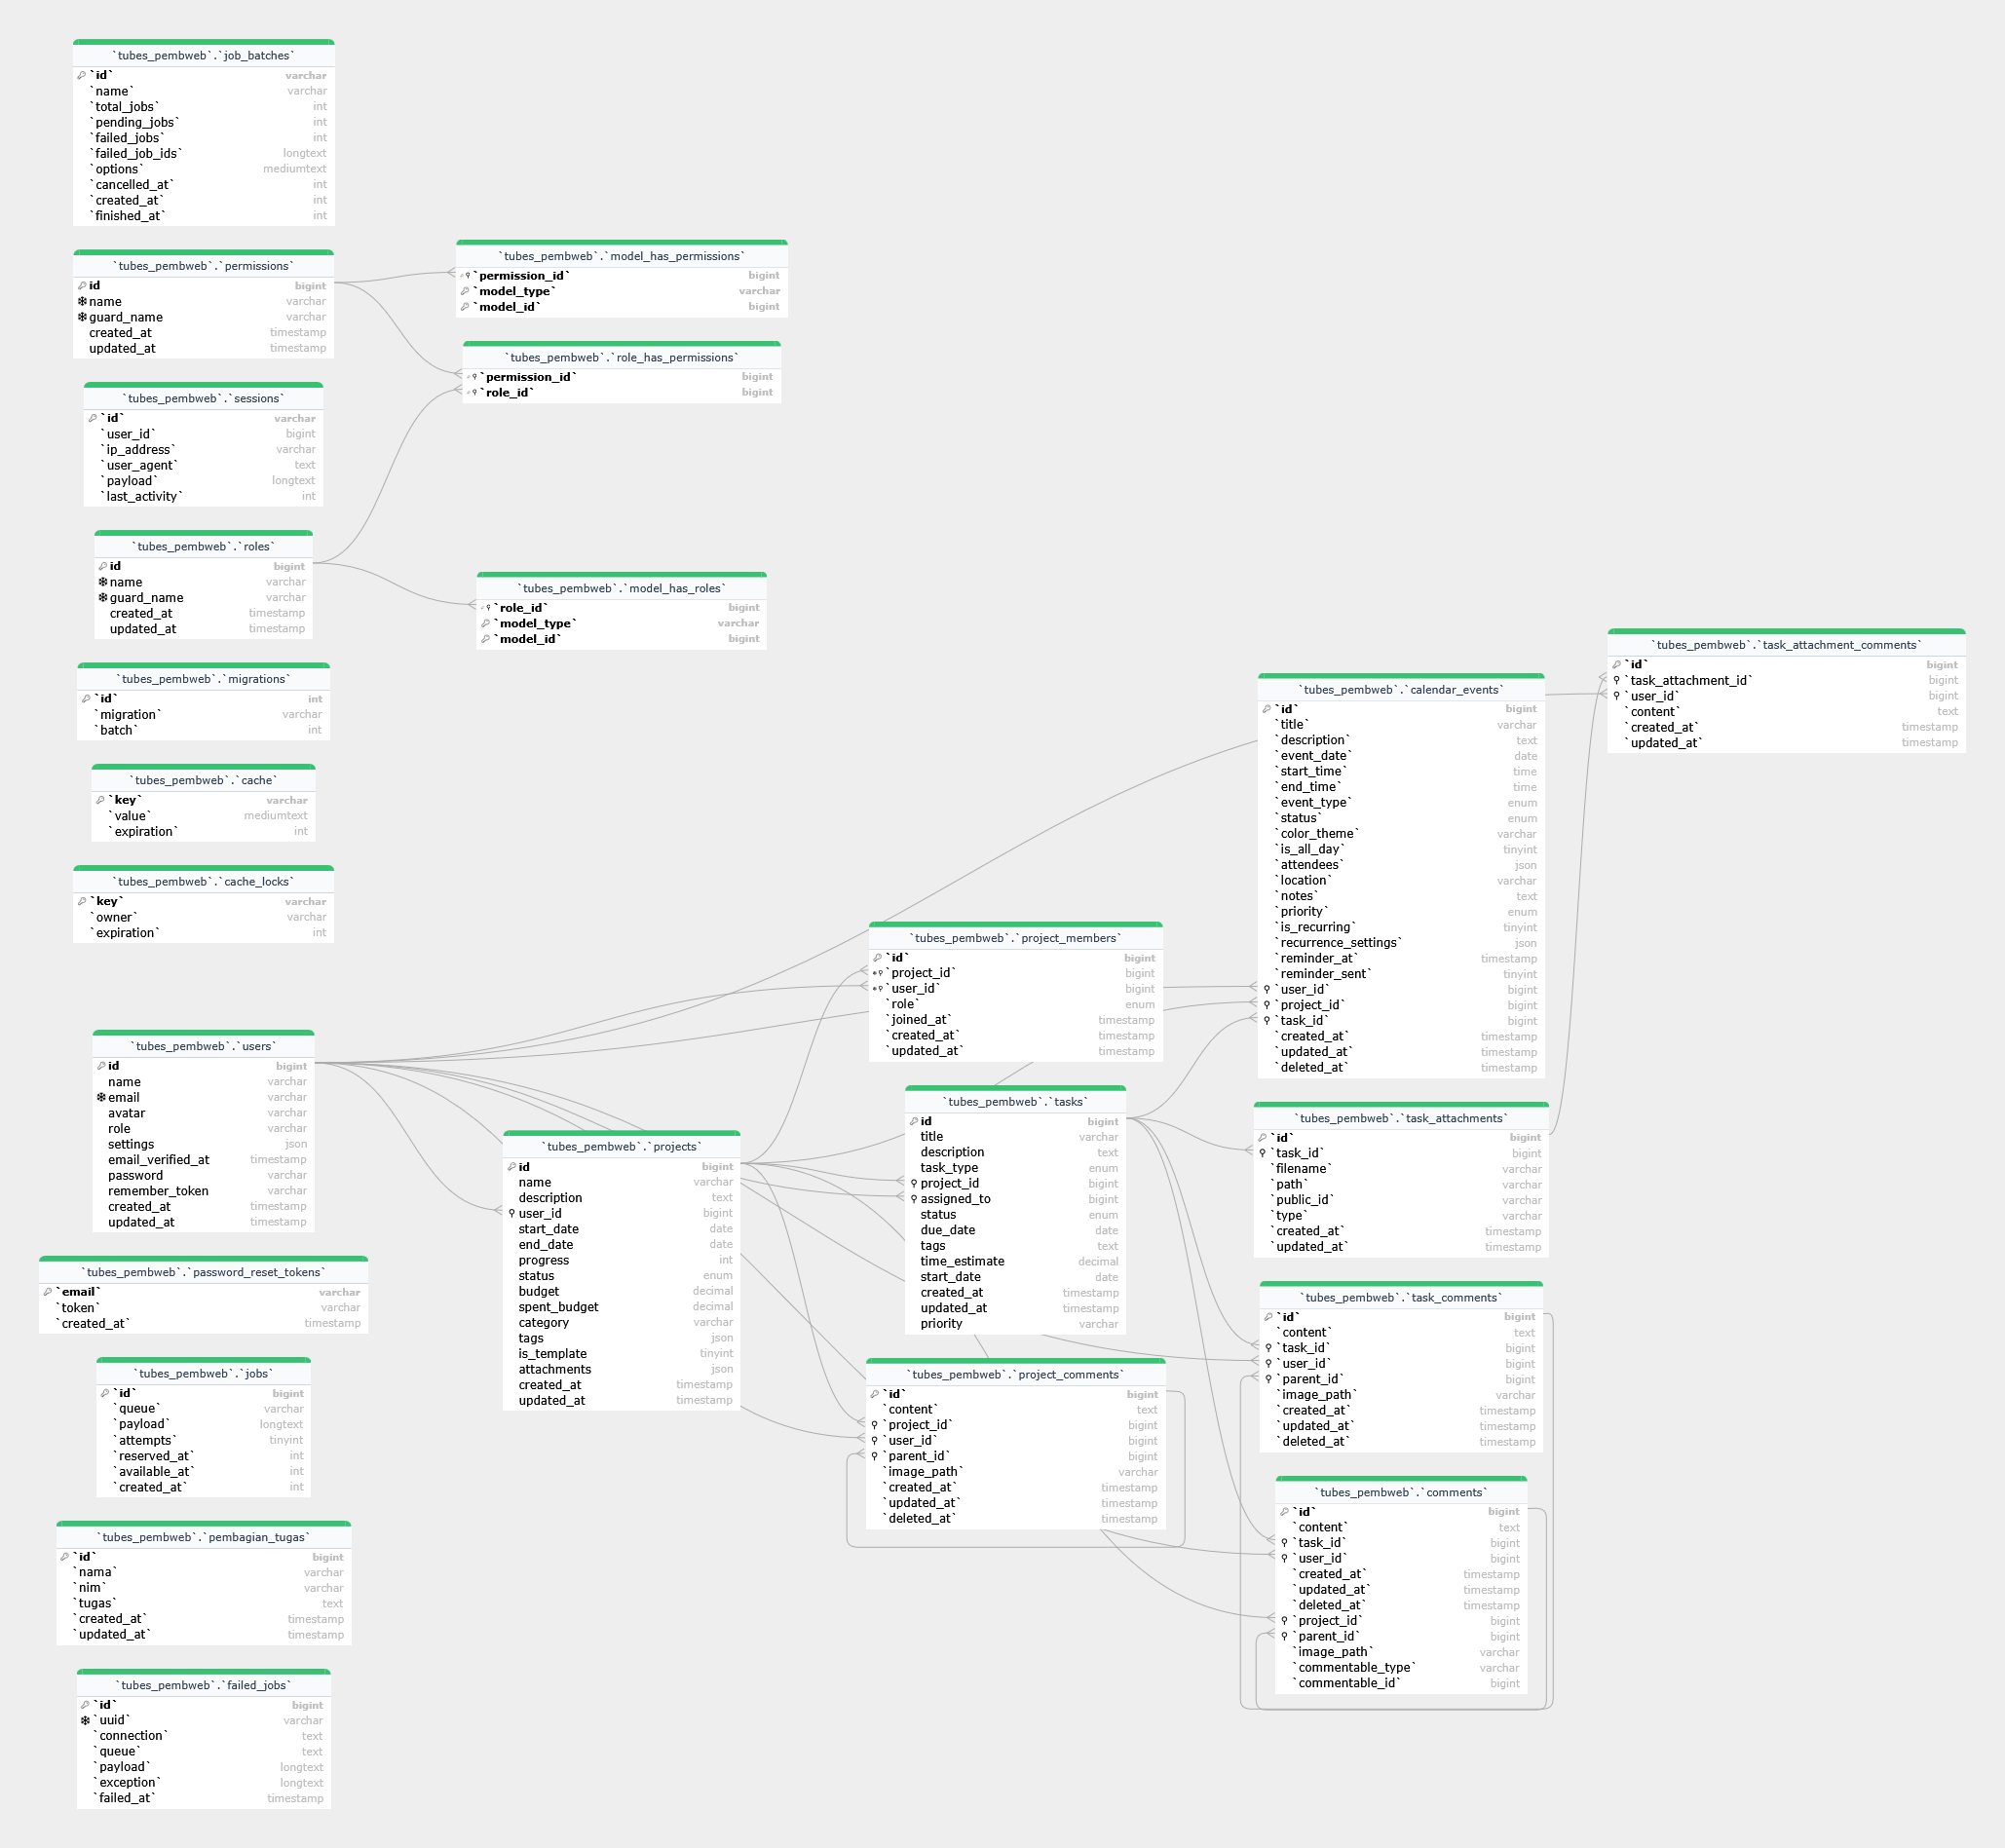 `tubes_pembweb`.`job_batches`
`id` varchar
`name` varchar
`total_jobs` int
`pending_jobs` int
`failed_jobs` int
`failed_job_ids` longtext
`options` mediumtext
`cancelled_at` int
`created_at` int
`finished_at` int
`tubes_pembweb`.`permissions`
id bigint
name varchar
guard_name varchar
created_at timestamp
updated_at timestamp
`tubes_pembweb`.`sessions`
`id` varchar
`user_id` bigint
`ip_address` varchar
`user_agent` text
`payload` longtext
`last_activity` int
`tubes_pembweb`.`roles`
id bigint
name varchar
guard_name varchar
created_at timestamp
updated_at timestamp
`tubes_pembweb`.`migrations`
`id` int
`migration` varchar
`batch` int
`tubes_pembweb`.`cache`
`key` varchar
`value` mediumtext
`expiration` int
`tubes_pembweb`.`cache_locks`
`key` varchar
`owner` varchar
`expiration` int
`tubes_pembweb`.`users`
id bigint
name varchar
email varchar
avatar varchar
role varchar
settings json
email_verified_at timestamp
password varchar
remember_token varchar
created_at timestamp
updated_at timestamp
`tubes_pembweb`.`password_reset_tokens`
`email` varchar
`token` varchar
`created_at` timestamp
`tubes_pembweb`.`jobs`
`id` bigint
`queue` varchar
`payload` longtext
`attempts` tinyint
`reserved_at` int
`available_at` int
`created_at` int
`tubes_pembweb`.`pembagian_tugas`
`id` bigint
`nama` varchar
`nim` varchar
`tugas` text
`created_at` timestamp
`updated_at` timestamp
`tubes_pembweb`.`failed_jobs`
`id` bigint
`uuid` varchar
`connection` text
`queue` text
`payload` longtext
`exception` longtext
`failed_at` timestamp
`tubes_pembweb`.`model_has_permissions`
`permission_id` bigint
`model_type` varchar
`model_id` bigint
`tubes_pembweb`.`role_has_permissions`
`permission_id` bigint
`role_id` bigint
`tubes_pembweb`.`model_has_roles`
`role_id` bigint
`model_type` varchar
`model_id` bigint
`tubes_pembweb`.`projects`
id bigint
name varchar
description text
user_id bigint
start_date date
end_date date
progress int
status enum
budget decimal
spent_budget decimal
category varchar
tags json
is_template tinyint
attachments json
created_at timestamp
updated_at timestamp
`tubes_pembweb`.`project_members`
`id` bigint
`project_id` bigint
`user_id` bigint
`role` enum
`joined_at` timestamp
`created_at` timestamp
`updated_at` timestamp
`tubes_pembweb`.`tasks`
id bigint
title varchar
description text
task_type enum
project_id bigint
assigned_to bigint
status enum
due_date date
tags text
time_estimate decimal
start_date date
created_at timestamp
updated_at timestamp
priority varchar
`tubes_pembweb`.`project_comments`
`id` bigint
`content` text
`project_id` bigint
`user_id` bigint
`parent_id` bigint
`image_path` varchar
`created_at` timestamp
`updated_at` timestamp
`deleted_at` timestamp
`tubes_pembweb`.`calendar_events`
`id` bigint
`title` varchar
`description` text
`event_date` date
`start_time` time
`end_time` time
`event_type` enum
`status` enum
`color_theme` varchar
`is_all_day` tinyint
`attendees` json
`location` varchar
`notes` text
`priority` enum
`is_recurring` tinyint
`recurrence_settings` json
`reminder_at` timestamp
`reminder_sent` tinyint
`user_id` bigint
`project_id` bigint
`task_id` bigint
`created_at` timestamp
`updated_at` timestamp
`deleted_at` timestamp
`tubes_pembweb`.`task_attachments`
`id` bigint
`task_id` bigint
`filename` varchar
`path` varchar
`public_id` varchar
`type` varchar
`created_at` timestamp
`updated_at` timestamp
`tubes_pembweb`.`task_comments`
`id` bigint
`content` text
`task_id` bigint
`user_id` bigint
`parent_id` bigint
`image_path` varchar
`created_at` timestamp
`updated_at` timestamp
`deleted_at` timestamp
`tubes_pembweb`.`comments`
`id` bigint
`content` text
`task_id` bigint
`user_id` bigint
`created_at` timestamp
`updated_at` timestamp
`deleted_at` timestamp
`project_id` bigint
`parent_id` bigint
`image_path` varchar
`commentable_type` varchar
`commentable_id` bigint
`tubes_pembweb`.`task_attachment_comments`
`id` bigint
`task_attachment_id` bigint
`user_id` bigint
`content` text
`created_at` timestamp
`updated_at` timestamp